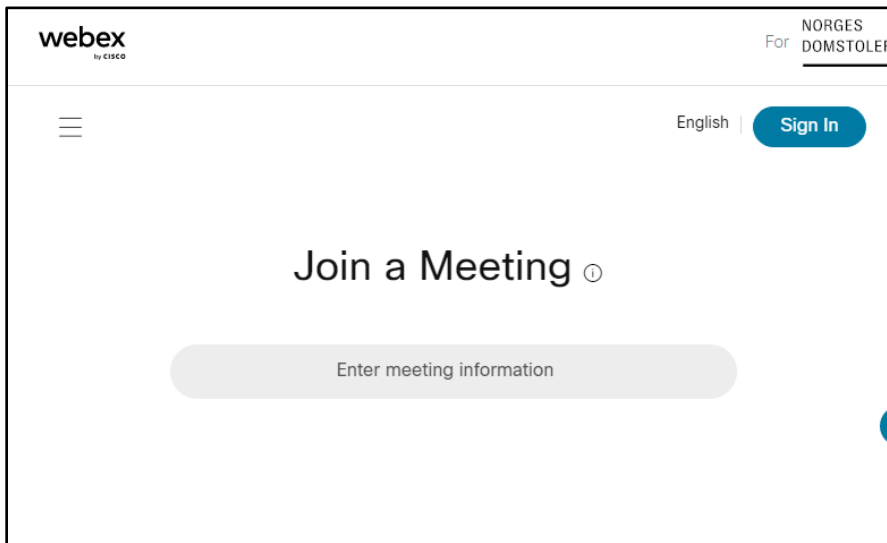 webex
by CISCO
For NORGES
DOMSTOLER
English
Sign In
Join a Meeting
Enter meeting information